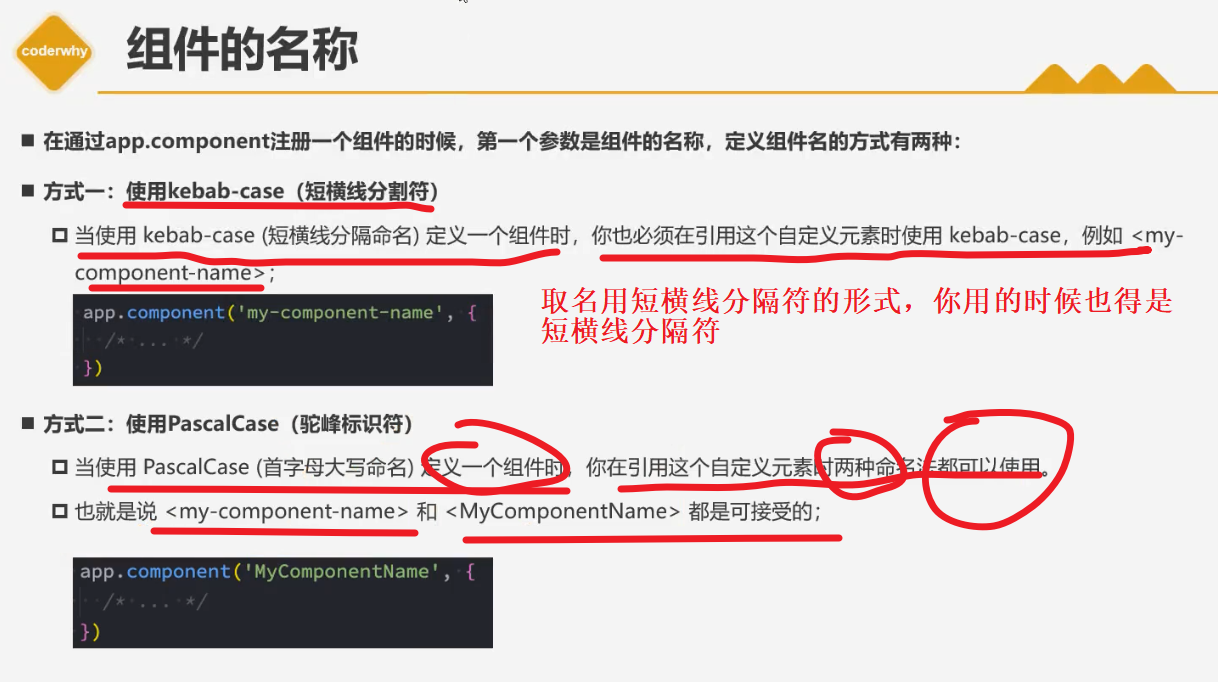 coderwhy
组件的名称
■ 在通过app.component注册一个组件的时候，第一个参数是组件的名称，定义组件名的方式有两种：
■ 方式一：使用kebab-case（短横线分割符）
当使用 kebab-case (短横线分隔命名) 定义一个组件时，你也必须在引用这个自定义元素时使用 kebab-case，例如 <my-
component-name>；
app.component('my-component-name', {
/* ... */
})
取名用短横线分隔符的形式，你用的时候也得是
短横线分隔符
■ 方式二：使用PascalCase（驼峰标识符）
当使用 PascalCase (首字母大写命名) 定义一个组件时，你在引用这个自定义元素时两种命名法都可以使用。
也就是说 <my-component-name> 和 <MyComponentName> 都是可接受的；
app.component('MyComponentName', {
/* ... */
})